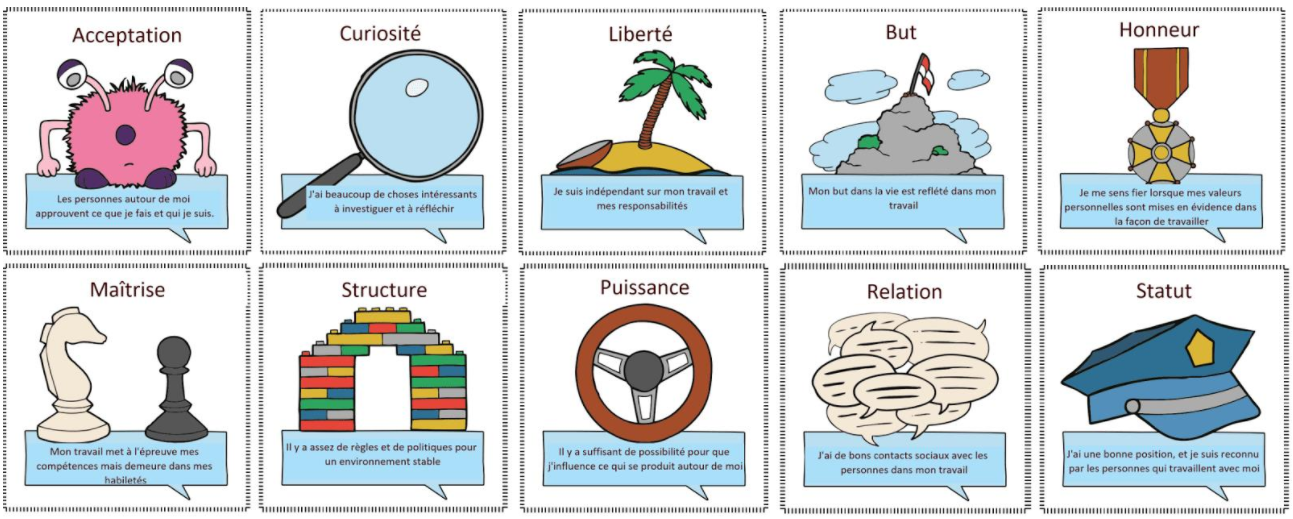 Acceptation
Les personnes autour de moi
approuvent ce que je fais et qui je suis.
Curiosité
J'ai beaucoup de choses intéressants
à investiguer et à réfléchir
Liberté
Je suis indépendant sur mon travail et
mes responsabilités
But
Mon but dans la vie est reflété dans mon
travail
Honneur
Je me sens fier lorsque mes valeurs
personnelles sont mises en évidence dans
la façon de travailler
Maîtrise
Mon travail met à l'épreuve mes
compétences mais demeure dans mes
habiletés
Structure
Il y a assez de règles et de politiques pour
un environnement stable
Puissance
Il y a suffisant de possibilité pour que
j'influence ce qui se produit autour de moi
Relation
J'ai de bons contacts sociaux avec les
personnes dans mon travail
Statut
J'ai une bonne position, et je suis reconnu
par les personnes qui travaillent avec moi